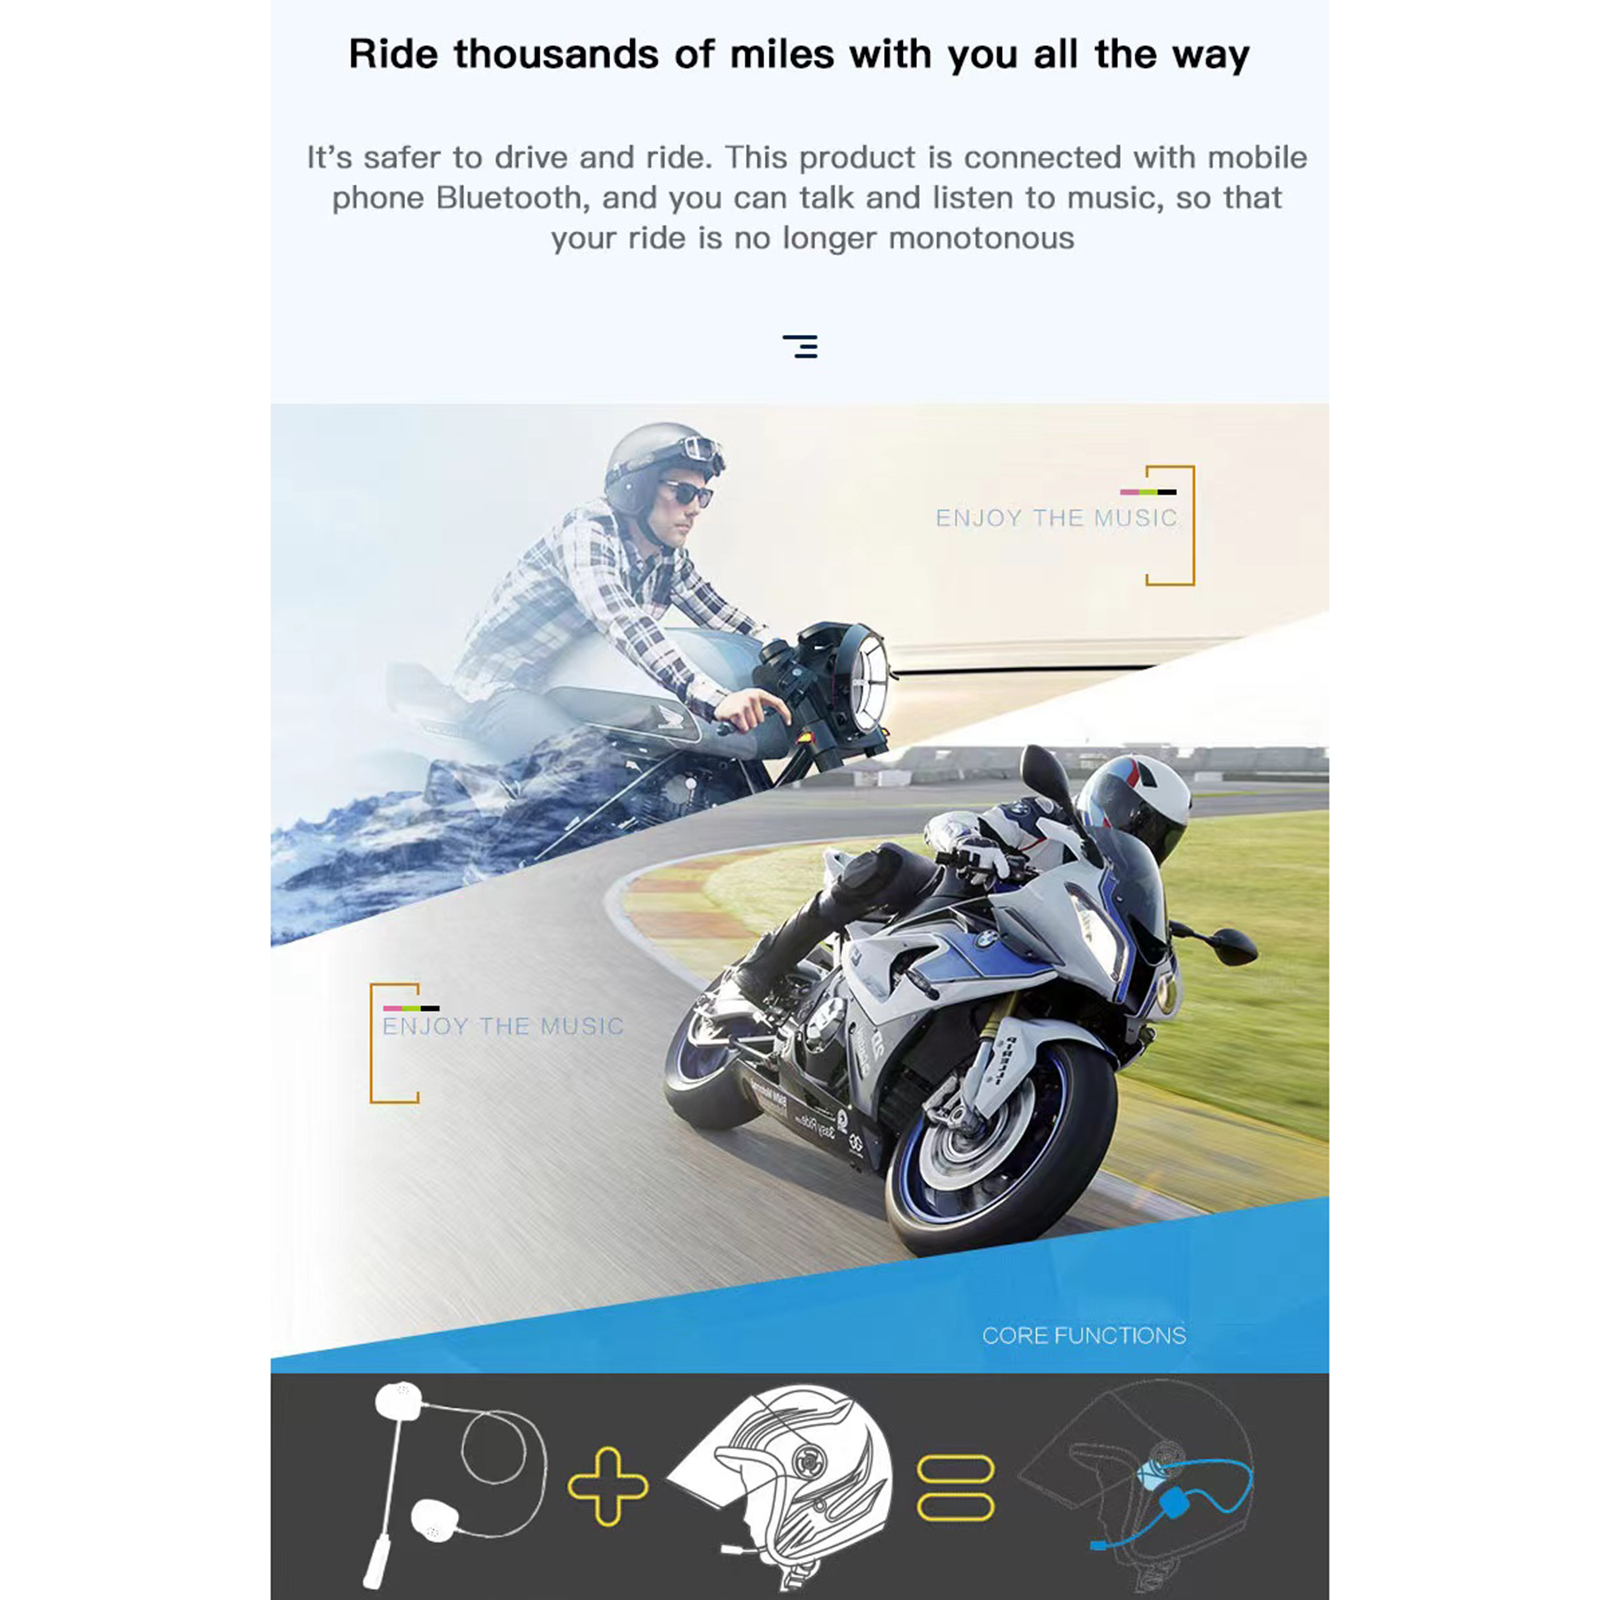 Ride thousands of miles with you all the way
It's safer to drive and ride. This product is connected with mobile
phone Bluetooth, and you can talk and listen to music, so that
your ride is no longer monotonous
ENJOY THE MUSIC
ENJOY THE MUSIC
PIRELLI
CORE FUNCTIONS